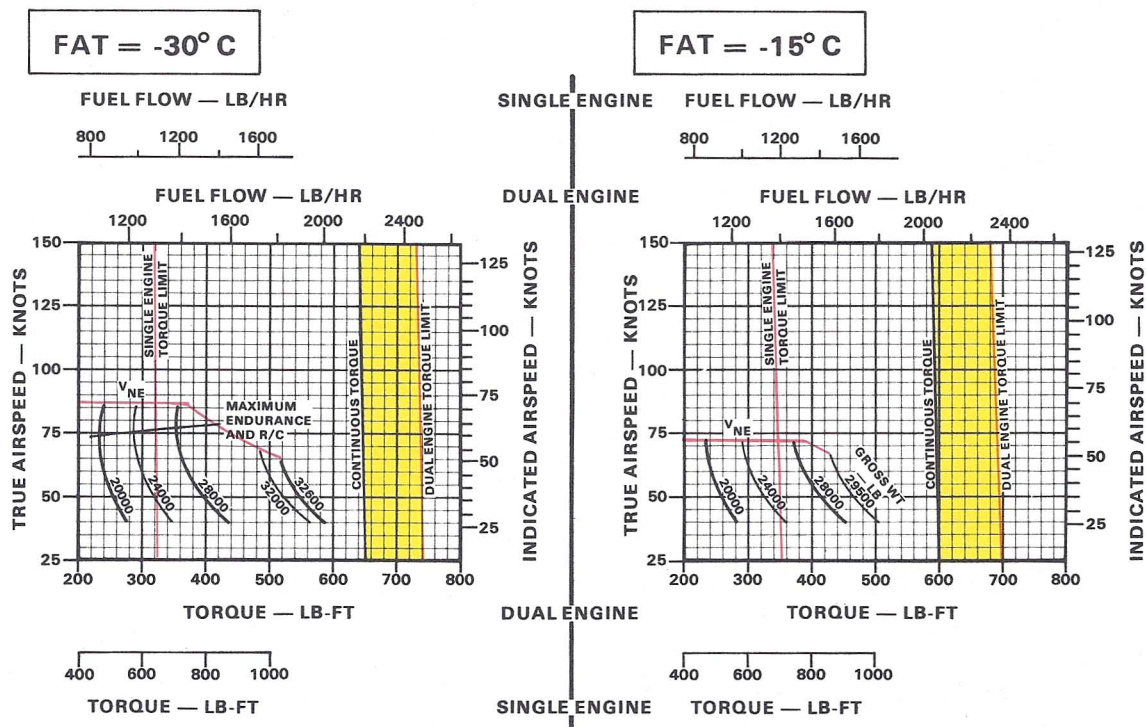 FAT = -30° C
FAT = -15° C
FUEL FLOW — LB/HR
SINGLE ENGINE
FUEL FLOW — LB/HR
800 1200 1600
800 1200 1600
FUEL FLOW — LB/HR
DUAL ENGINE
FUEL FLOW — LB/HR
1200 1600 2000 2400
1200 1600 2000 2400
TRUE AIRSPEED — KNOTS
150
125
100
75
50
25
SINGLE ENGINE
TORQUE LIMIT
VNE
MAXIMUM
ENDURANCE
AND R/C
20000
24000
28000
32000
32600
CONTINUOUS TORQUE
DUAL ENGINE TORQUE LIMIT
125
100
75
50
25
INDICATED AIRSPEED — KNOTS
200 300 400 500 600 700 800
TRUE AIRSPEED — KNOTS
150
125
100
75
50
25
SINGLE ENGINE
TORQUE LIMIT
VNE
20000
24000
28000
29500
GROSS WT
— LB
CONTINUOUS TORQUE
DUAL ENGINE TORQUE LIMIT
125
100
75
50
25
INDICATED AIRSPEED — KNOTS
200 300 400 500 600 700 800
TORQUE — LB-FT
DUAL ENGINE
TORQUE — LB-FT
400 600 800 1000
400 600 800 1000
TORQUE — LB-FT
SINGLE ENGINE
TORQUE — LB-FT